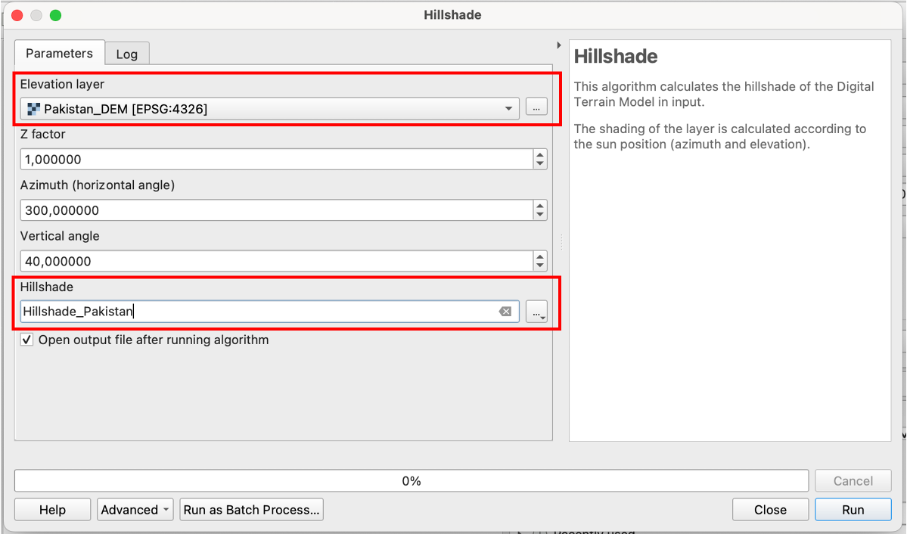 Hillshade
Parameters
Log
Elevation layer
Pakistan_DEM [EPSG:4326]
...
Z factor
1,000000
Azimuth (horizontal angle)
300,000000
Vertical angle
40,000000
Hillshade
Hillshade_Pakistan
...
Open output file after running algorithm
Hillshade
This algorithm calculates the hillshade of the Digital
Terrain Model in input.
The shading of the layer is calculated according to
the sun position (azimuth and elevation).
0%
Cancel
Help
Advanced
Run as Batch Process...
Close
Run